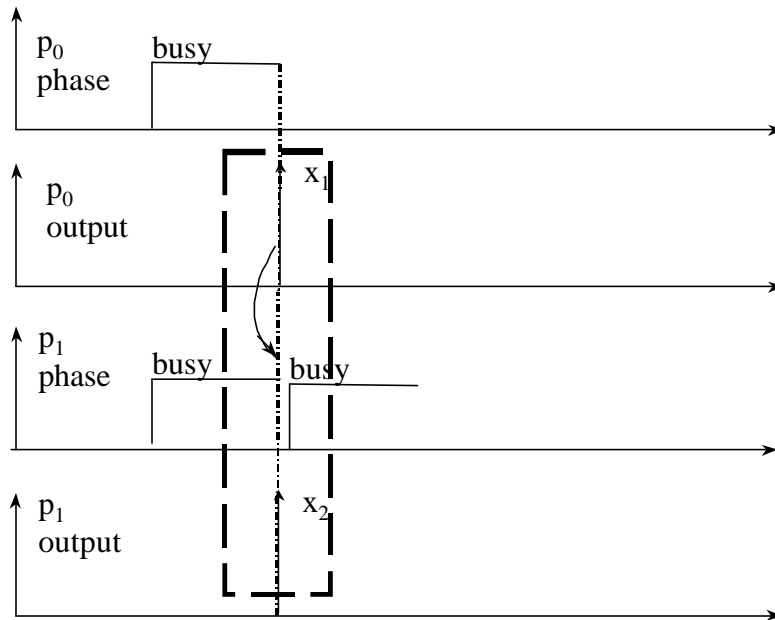 p₀ busy
phase
p₀ x₁
output
p₁
phase busy busy
p₁ x₂
output